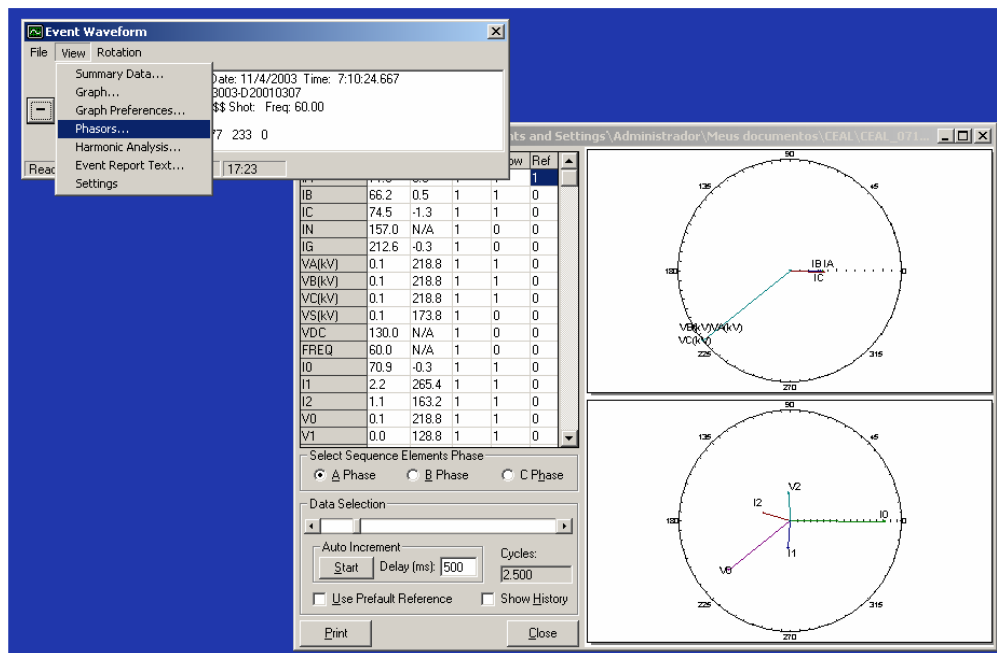 Event Waveform
File View Rotation
Summary Data...
Graph...
Graph Preferences...
Phasors...
Harmonic Analysis...
Event Report Text...
Settings
Date: 11/4/2003 Time: 7:10:24.667
3003-D20010307
$$ Shot: Freq: 60.00
77 233 0
17:23
nts and Settings\Administrador\Meus documentos\CEAL\CEAL_071...
Ref
1
IB 66.2 0.5 1 1 0
IC 74.5 -1.3 1 1 0
IN 157.0 N/A 1 0 0
IG 212.6 -0.3 1 0 0
VA(kV) 0.1 218.8 1 1 0
VB(kV) 0.1 218.8 1 1 0
VC(kV) 0.1 218.8 1 1 0
VS(kV) 0.1 173.8 1 0 0
VDC 130.0 N/A 1 0 0
FREQ 60.0 N/A 1 0 0
I0 70.9 -0.3 1 1 0
I1 2.2 265.4 1 1 0
I2 1.1 163.2 1 1 0
V0 0.1 218.8 1 1 0
V1 0.0 128.8 1 1 0
Select Sequence Elements Phase
A Phase B Phase C Phase
Data Selection
Auto Increment
Start Delay (ms): 500
Cycles:
2.500
Use Prefault Reference Show History
Print Close
90
135 45
180 IB IA 0
IC
VB(kV)VA(kV)
VC(kV)
225 315
270
90
135 45
V2
I2
180 I0 0
I1
V0
225 315
270